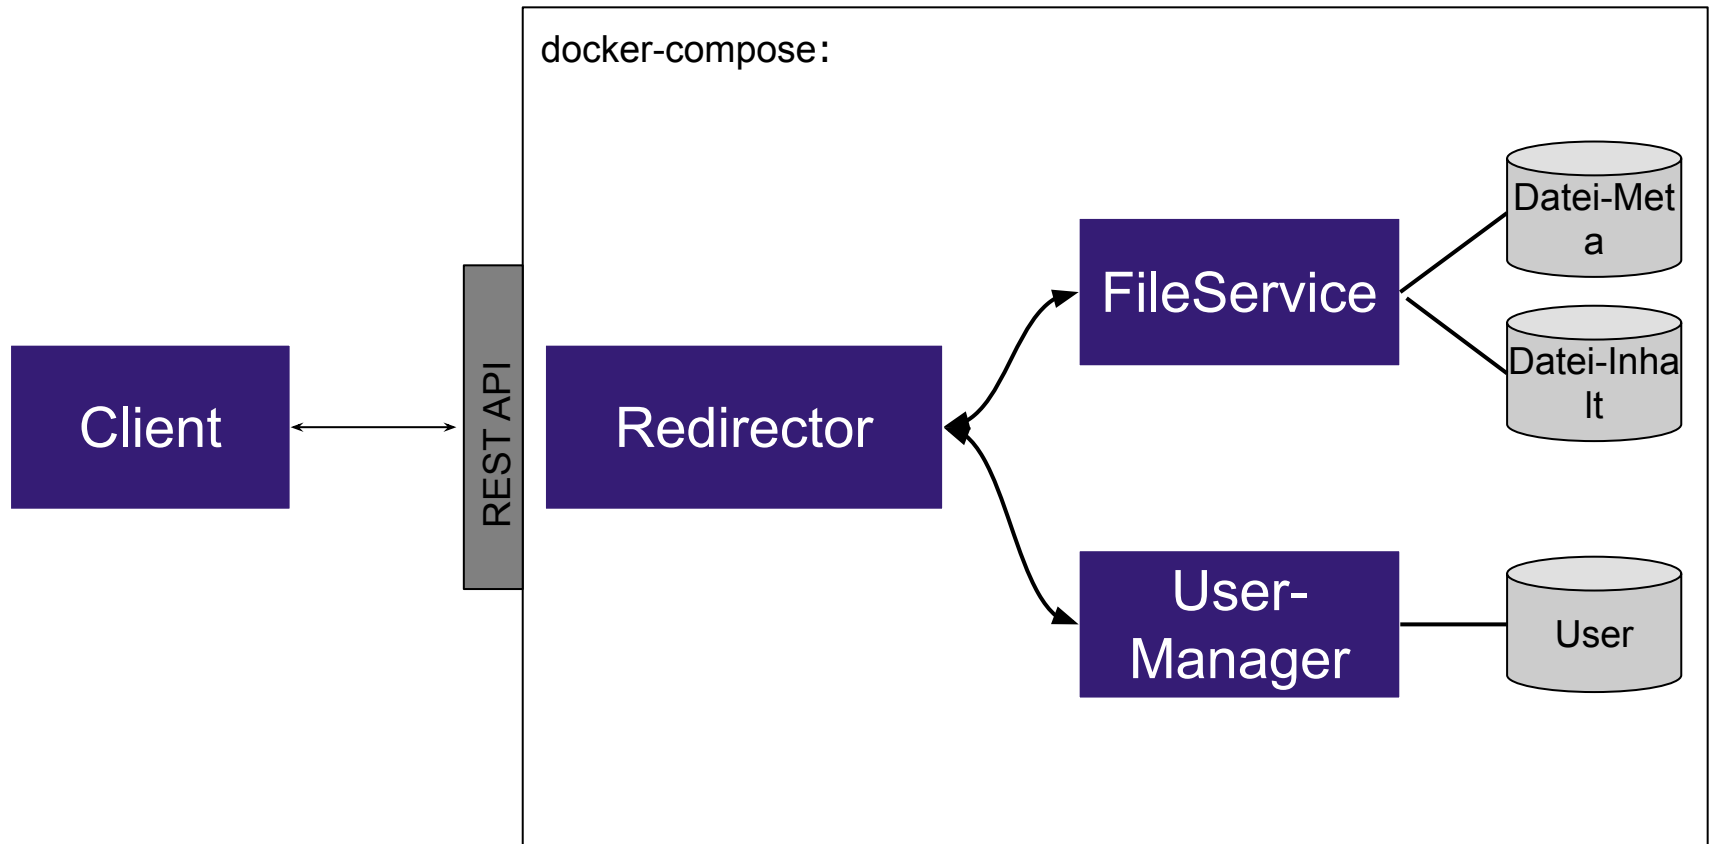 docker-compose:
Client
REST API
Redirector
FileService
Datei-Met
a
Datei-Inha
lt
User-
Manager
User